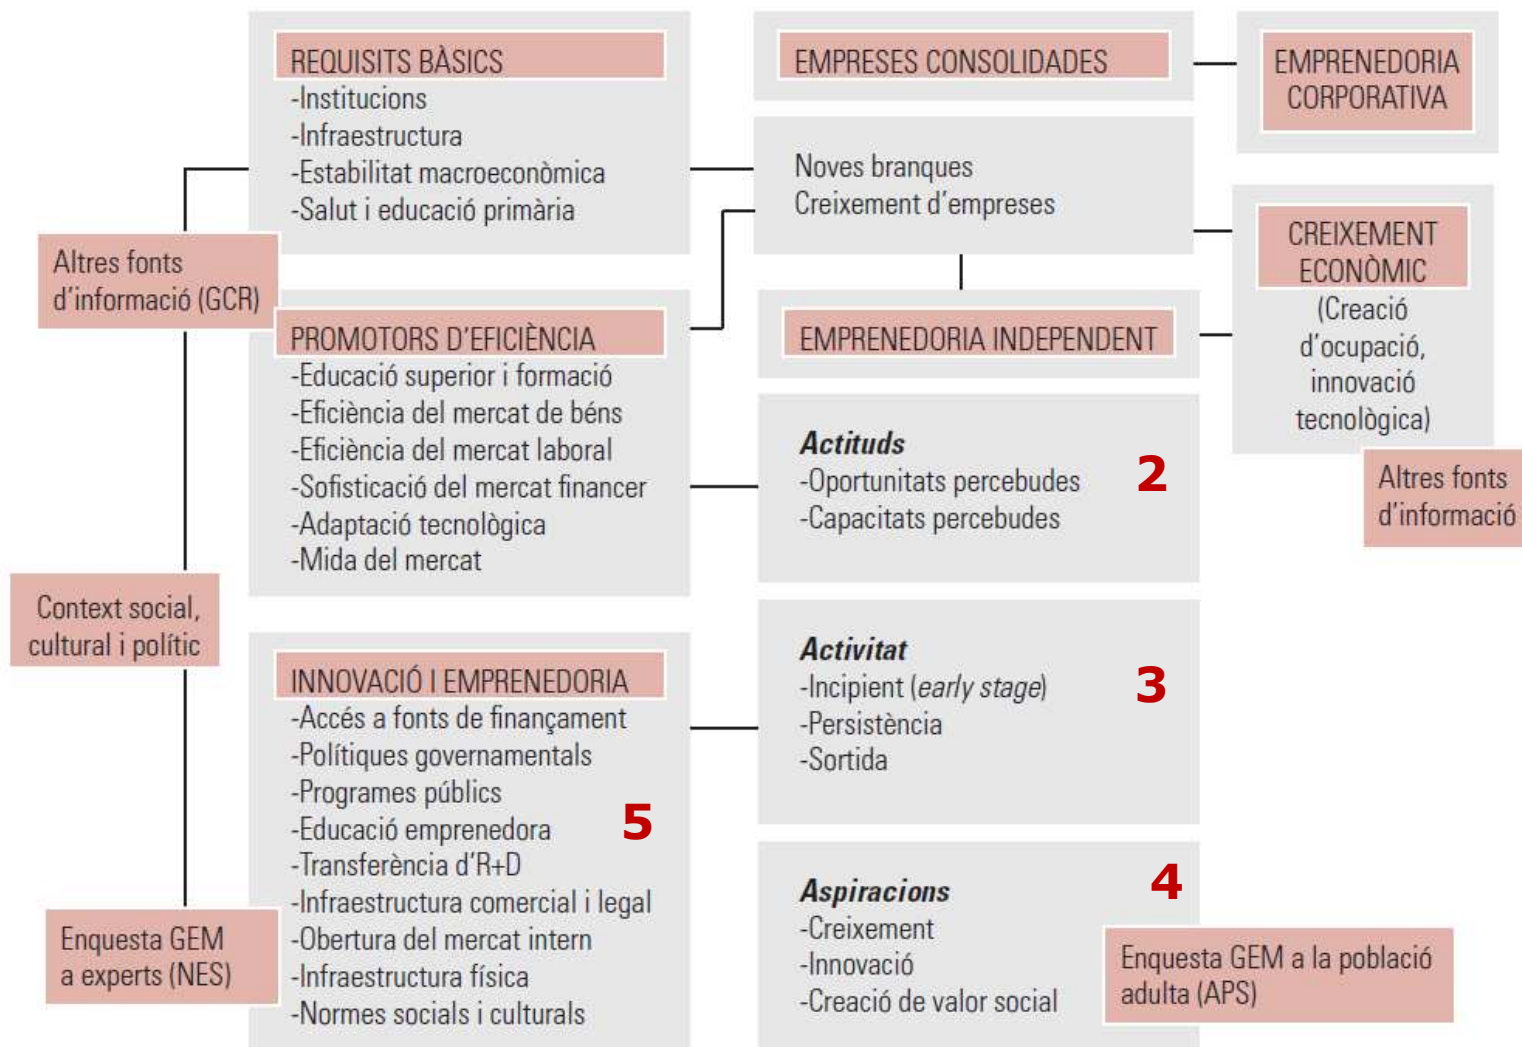 REQUISITS BÀSICS
-Institucions
-Infraestructura
-Estabilitat macroeconòmica
-Salut i educació primària
EMPRESES CONSOLIDADES
EMPRENEDORIA
CORPORATIVA
Noves branques
Creixement d'empreses
Altres fonts
d'informació (GCR)
CREIXEMENT
ECONÒMIC
(Creació
d'ocupació,
innovació
tecnològica)
Altres fonts
d'informació
PROMOTORS D'EFICIÈNCIA
-Educació superior i formació
-Eficiència del mercat de béns
-Eficiència del mercat laboral
-Sofisticació del mercat financer
-Adaptació tecnològica
-Mida del mercat
EMPRENEDORIA INDEPENDENT
Actituds
-Oportunitats percebudes
-Capacitats percebudes
2
Context social,
cultural i polític
INNOVACIÓ I EMPRENEDORIA
-Accés a fonts de finançament
-Polítiques governamentals
-Programes públics
-Educació emprenedora
-Transferència d'R+D
-Infraestructura comercial i legal
-Obertura del mercat intern
-Infraestructura física
-Normes socials i culturals
5
Activitat
-Incipient (early stage)
-Persistència
-Sortida
3
Aspiracions
-Creixement
-Innovació
-Creació de valor social
4
Enquesta GEM
a experts (NES)
Enquesta GEM a la població
adulta (APS)